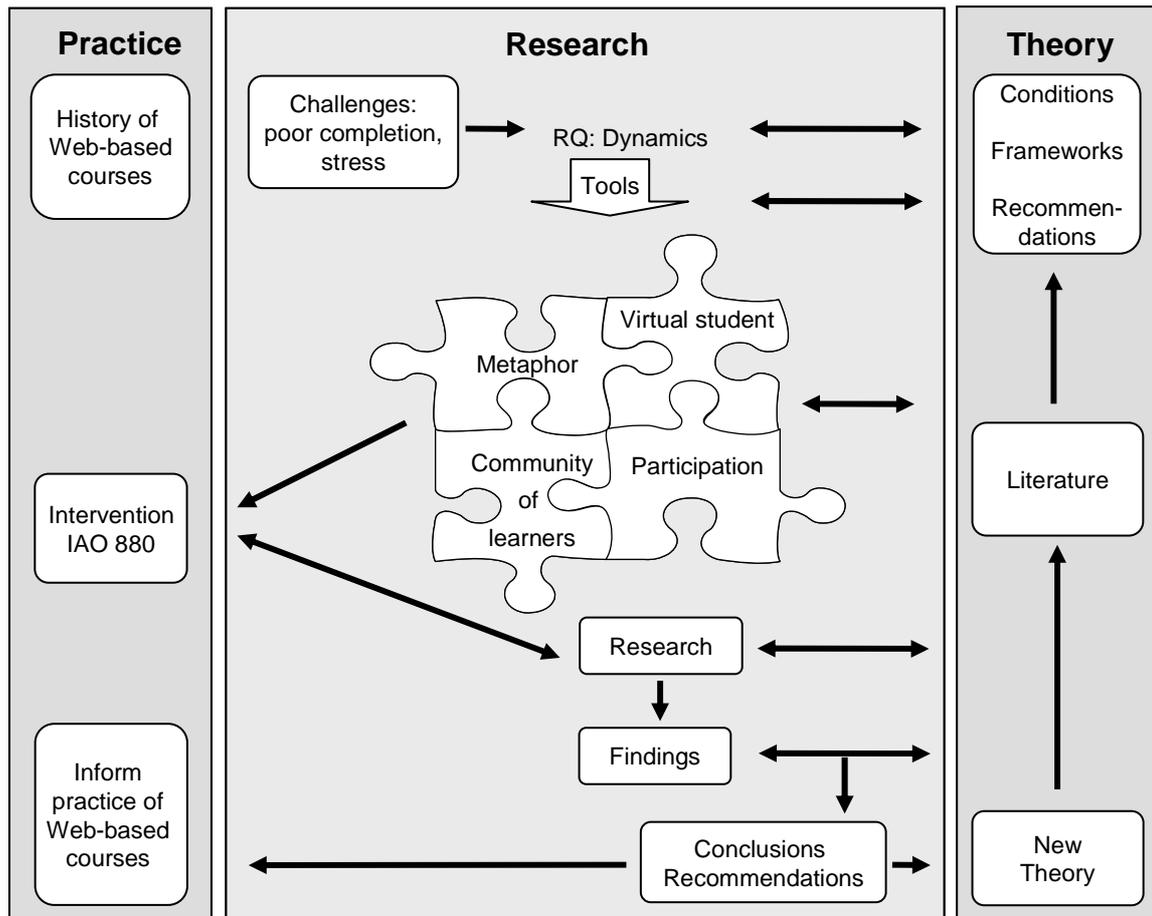 Practice
History of
Web-based
courses
Intervention
IAO 880
Inform
practice of
Web-based
courses
Research
Challenges:
poor completion,
stress
RQ: Dynamics
Tools
Virtual student
Metaphor
Community
of
learners
Participation
Research
Findings
Conclusions
Recommendations
Theory
Conditions
Frameworks
Recommen-
dations
Literature
New
Theory